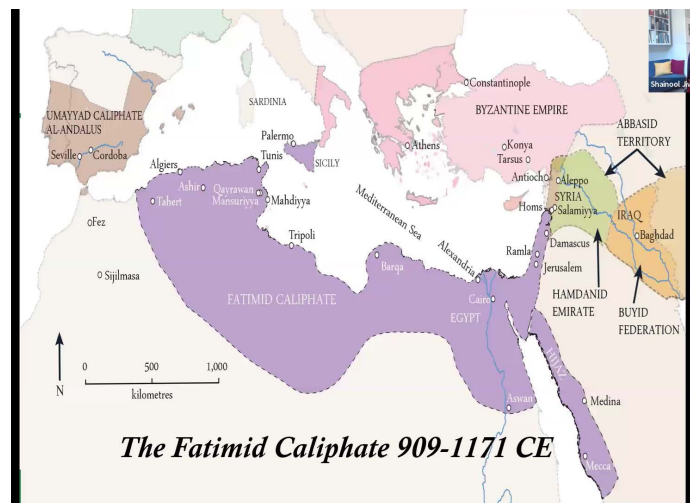 Shainool Ji
Constantinople
UMAYYAD CALIPHATE
AL-ANDALUS
SARDINIA
BYZANTINE EMPIRE
ABBASID
TERRITORY
Seville
Cordoba
Palermo
SICILY
Athens
Konya
Tarsus
Algiers
Tunis
Antioch
Aleppo
SYRIA
Ashir
Qayrawan
Mansuriyya
Mahdiyya
Tahert
Homs
Salamiyya
IRAQ
Mediterranean Sea
Fez
Tripoli
Baghdad
Damascus
Ramla
Jerusalem
Alexandria
Barqa
Sijilmasa
FATIMID CALIPHATE
Cairo
EGYPT
HAMDANID
EMIRATE
BUYID
FEDERATION
HIJAZ
0 500 1,000
kilometres
N
Aswan
Medina
Mecca
The Fatimid Caliphate 909-1171 CE